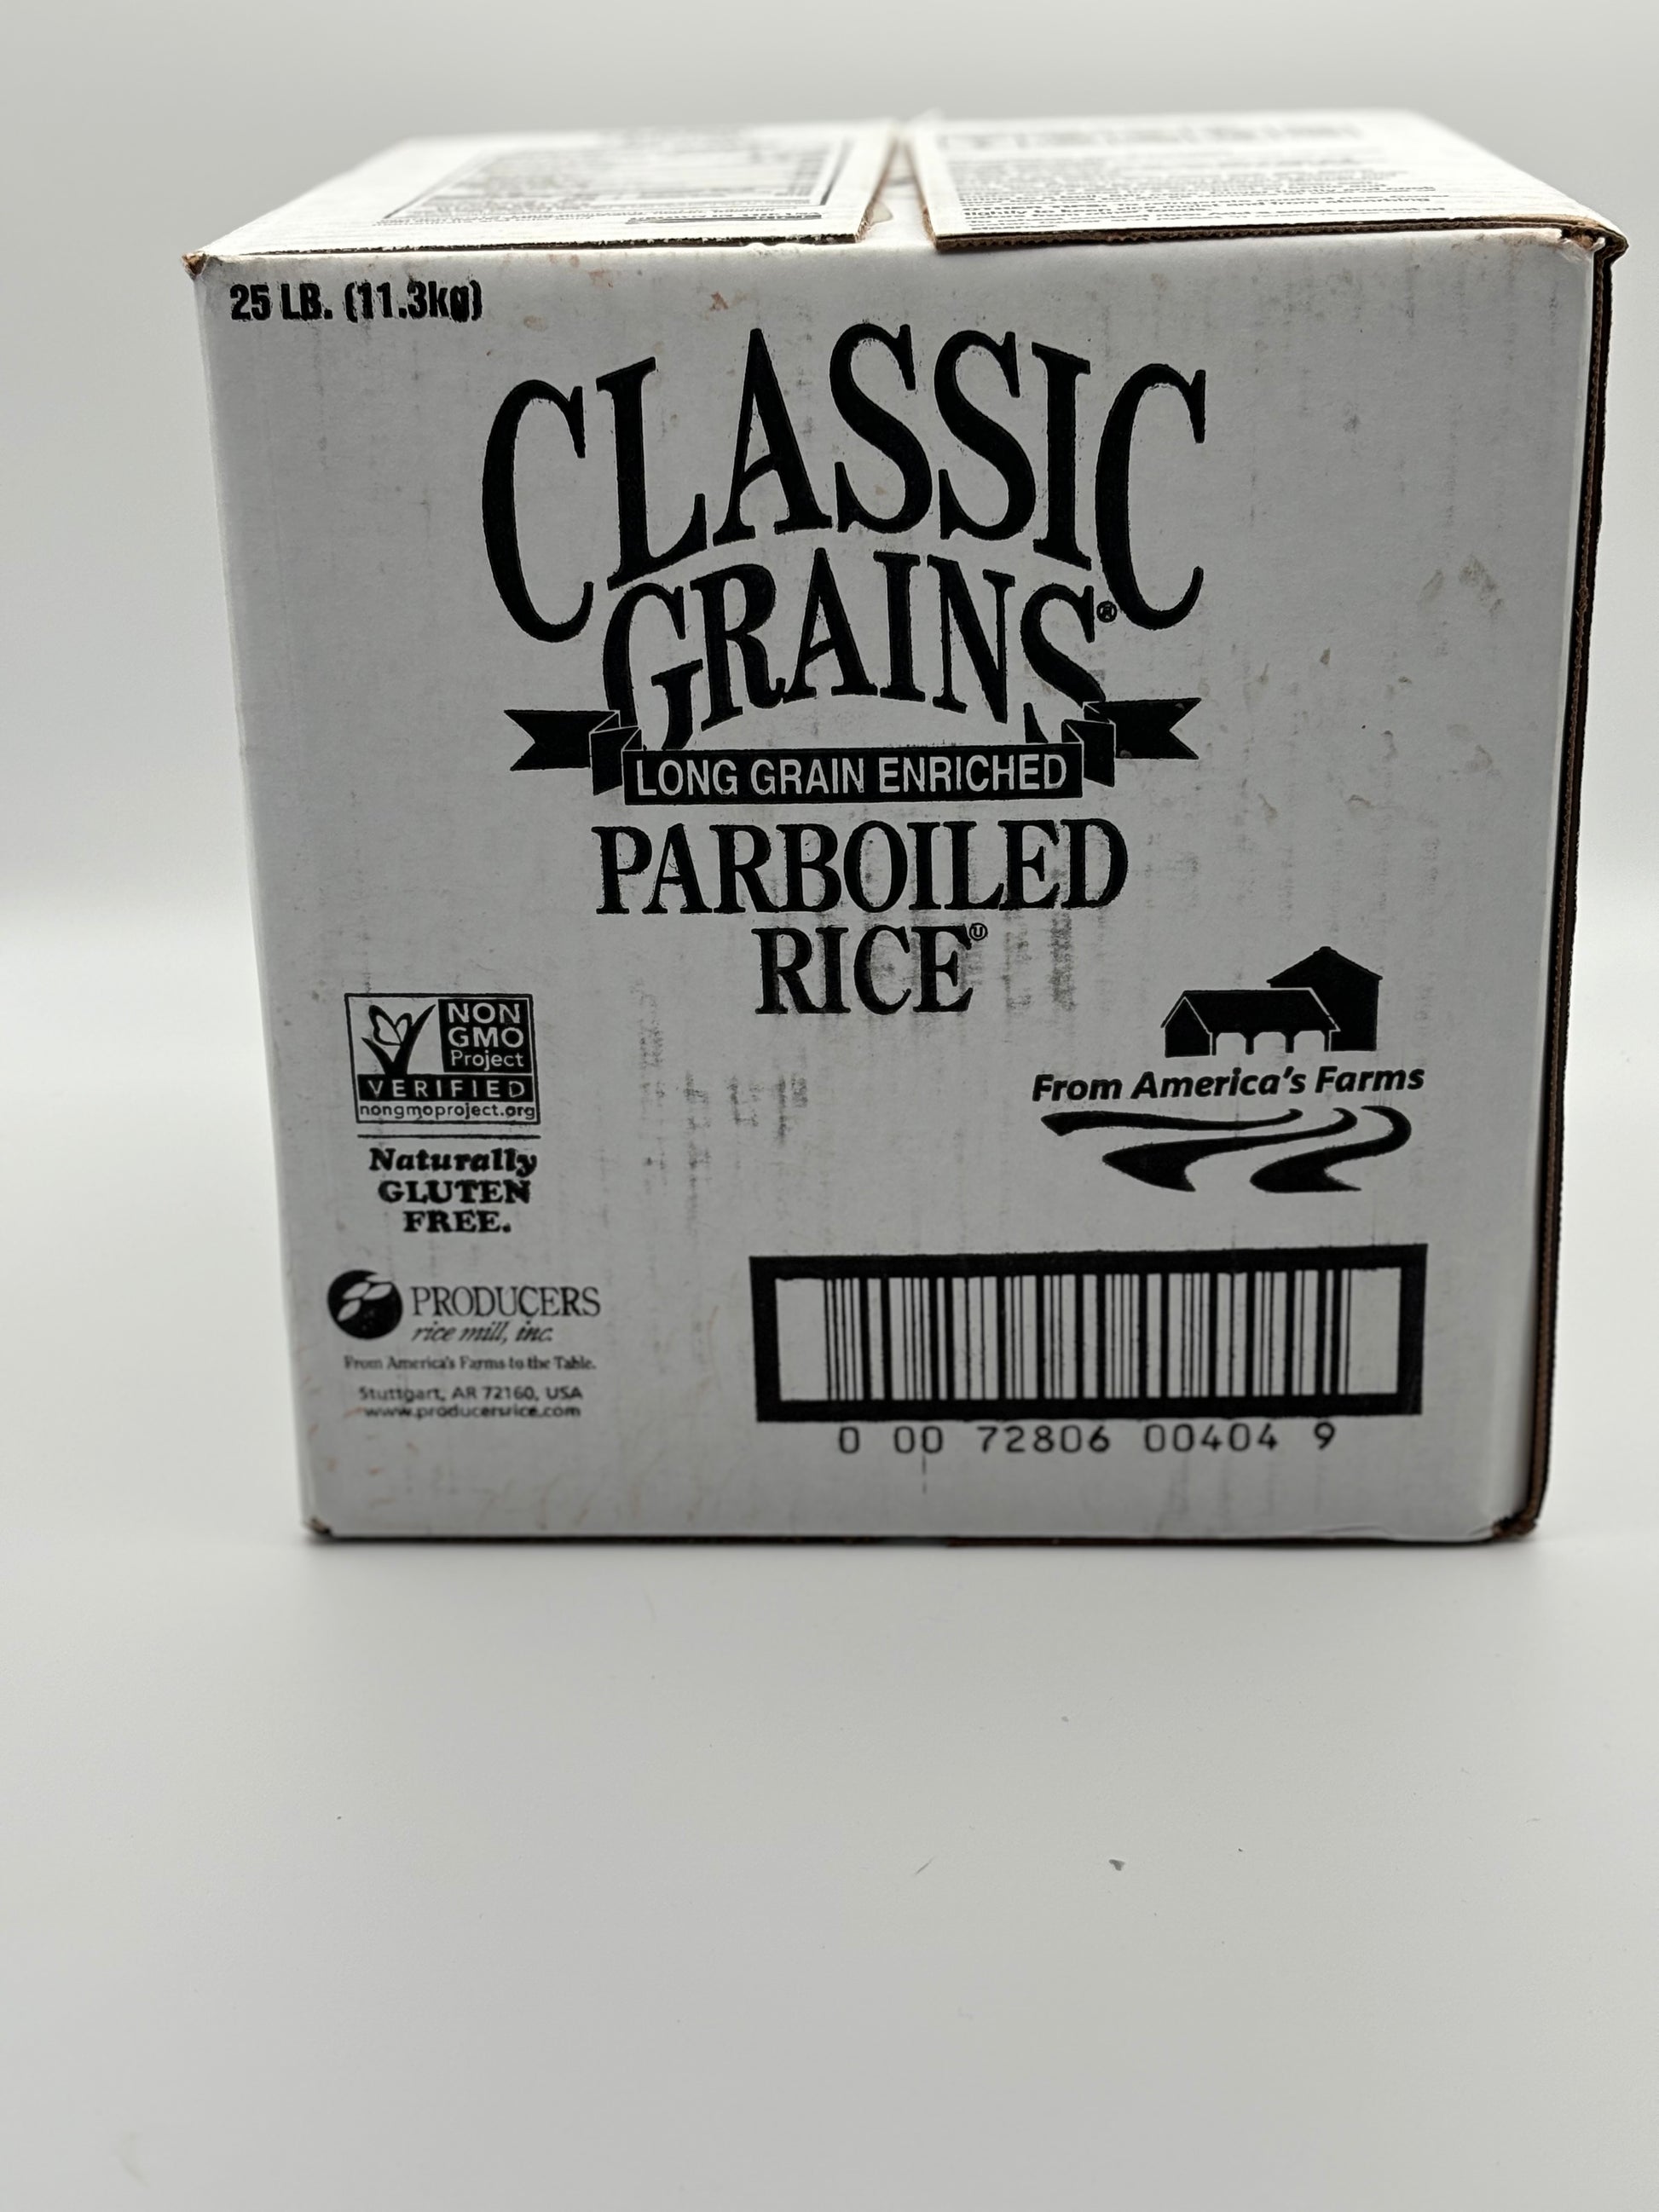 25 LB. (11.3kg)
CLASSIC
GRAINS®
LONG GRAIN ENRICHED
PARBOILED
RICE Ⓤ
NON
GMO
Project
VERIFIED
nongmoproject.org
Naturally
GLUTEN
FREE.
From America's Farms
PRODUCERS
rice mill, inc.
From America's Farms to the Table.
Stuttgart, AR 72160, USA
www.producersrice.com
0 00 72806 00404 9